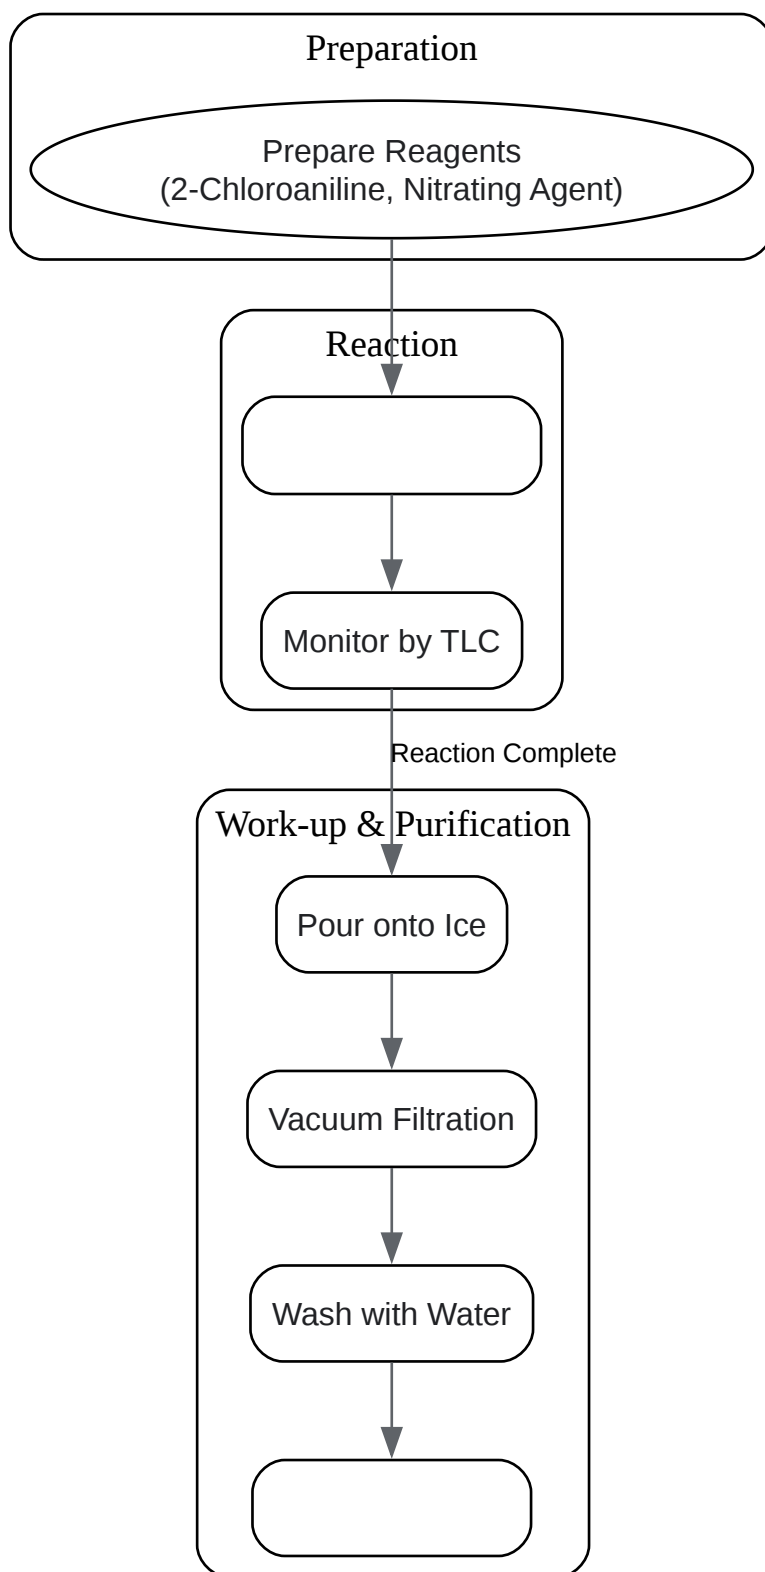 Preparation
Prepare Reagents
(2-Chloroaniline, Nitrating Agent)
Reaction
Monitor by TLC
Reaction Complete
Work-up & Purification
Pour onto Ice
Vacuum Filtration
Wash with Water